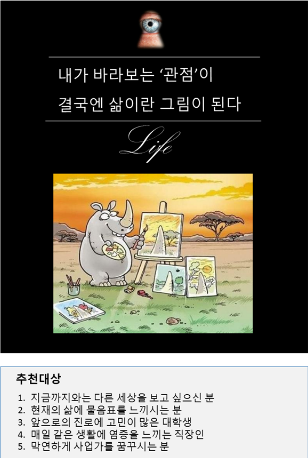 내가 바라보는 ‘관점’이
결국엔 삶이란 그림이 된다
Life
추천대상
1. 지금까지와는 다른 세상을 보고 싶으신 분
2. 현재의 삶에 물음표를 느끼시는 분
3. 앞으로의 진로에 고민이 많은 대학생
4. 매일 같은 생활에 염증을 느끼는 직장인
5. 막연하게 사업가를 꿈꾸시는 분